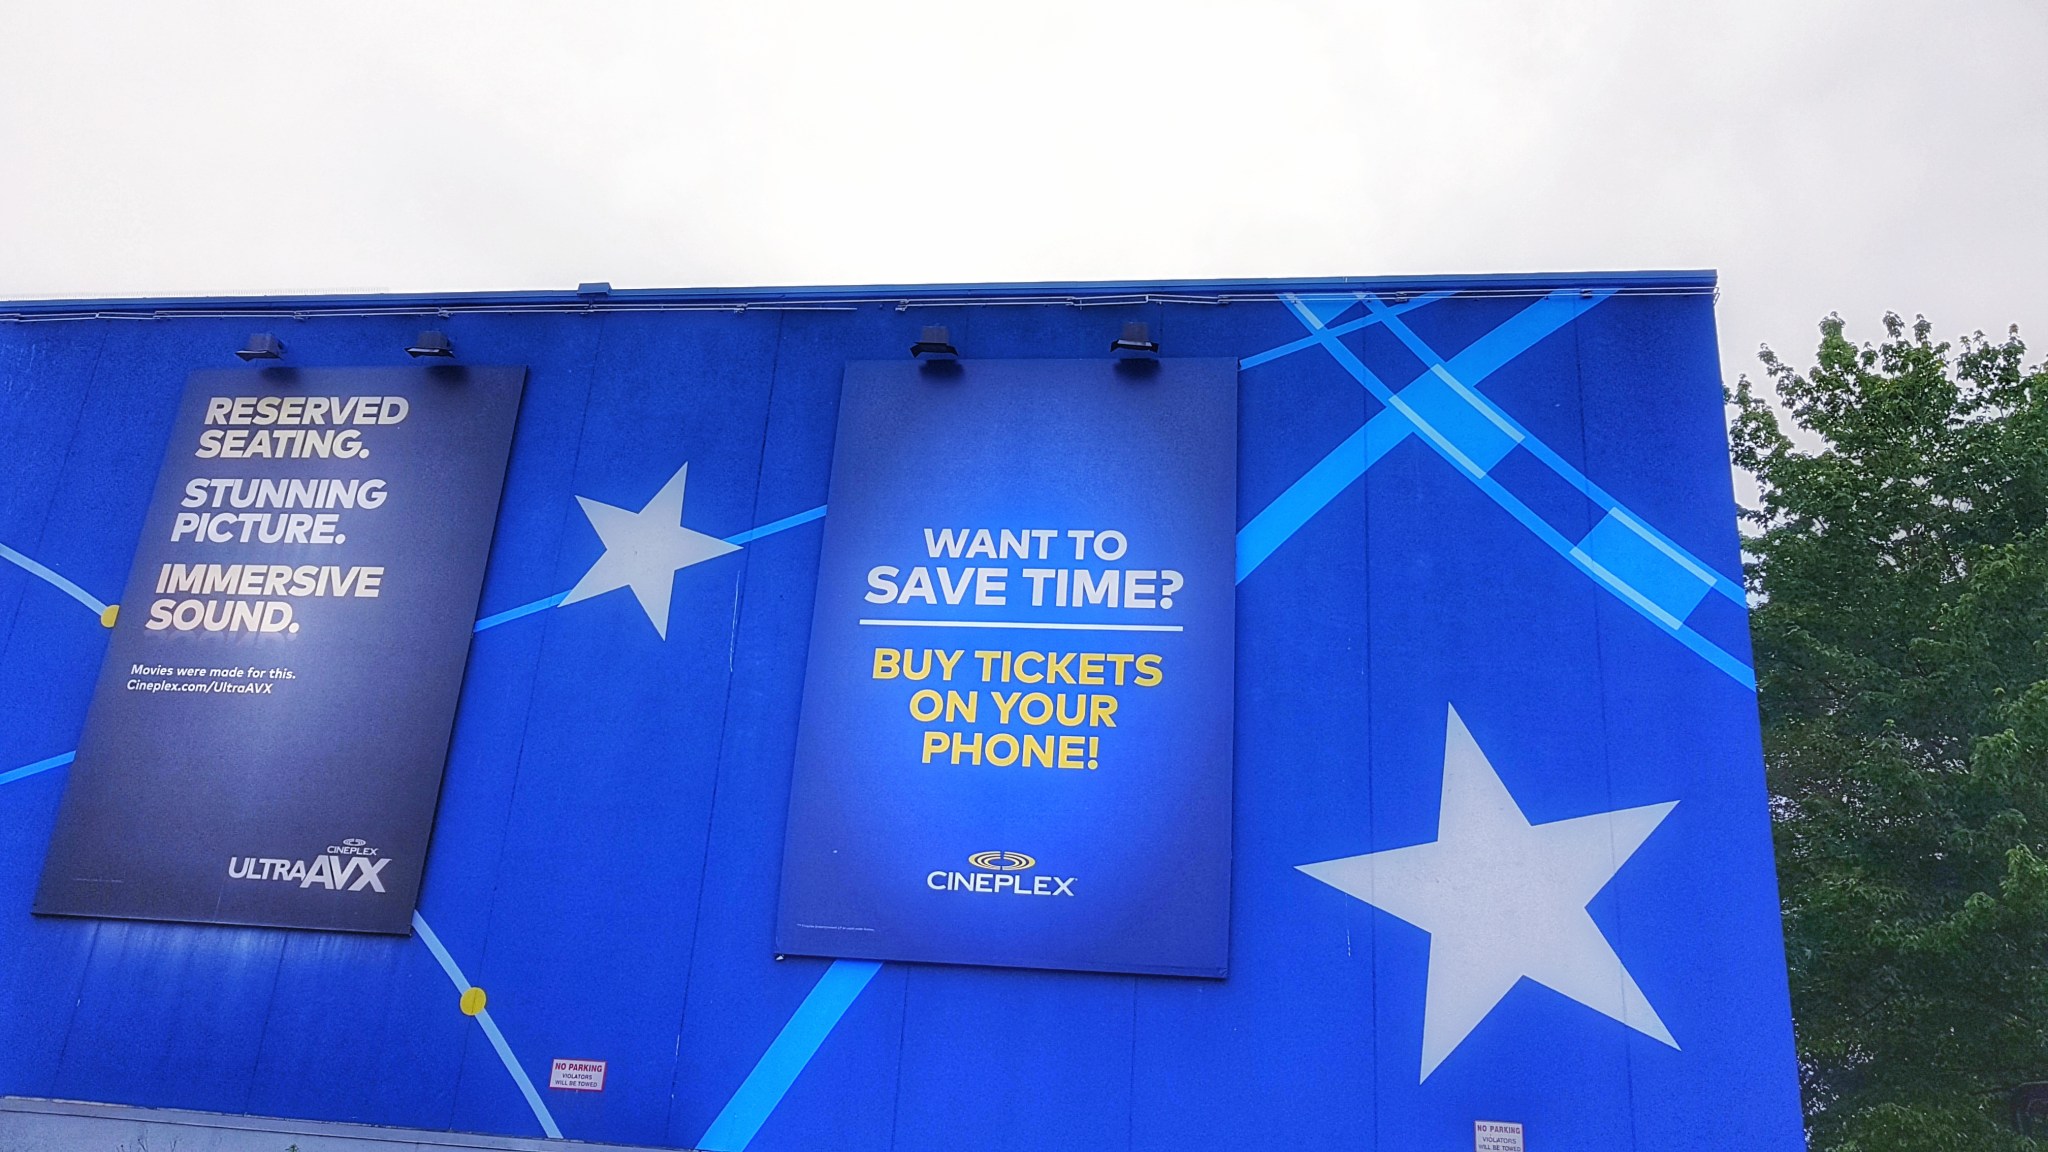 RESERVED
SEATING.
STUNNING
PICTURE.
IMMERSIVE
SOUND.
Movies were made for this.
Cineplex.com/UltraAVX
CINEPLEX
ULTRAAVX
WANT TO
SAVE TIME?
BUY TICKETS
ON YOUR
PHONE!
CINEPLEX
NO PARKING
VIOLATORS
WILL BE TOWED
NO PARKING
VIOLATORS
WILL BE TOWED